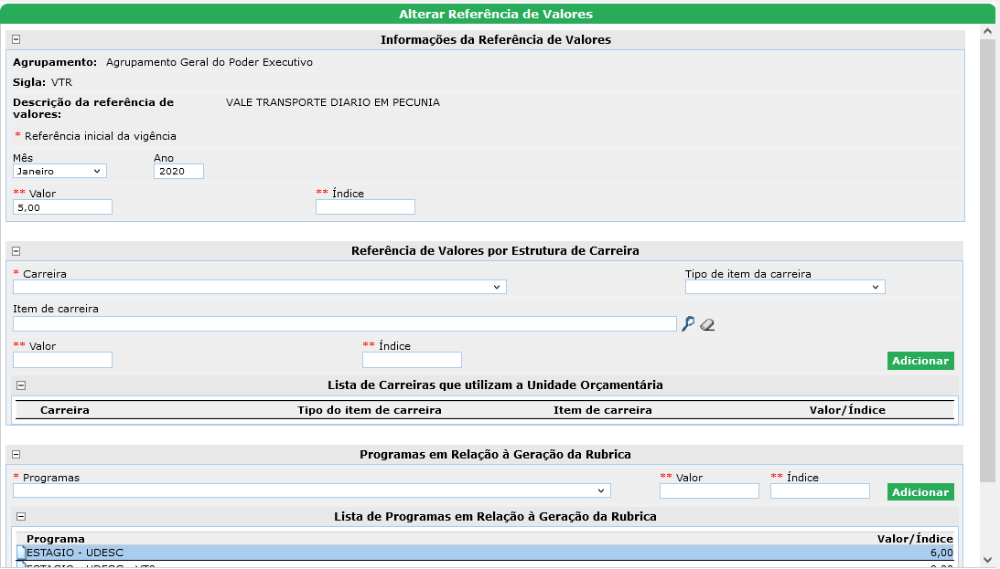 Alterar Referência de Valores
Informações da Referência de Valores
Agrupamento: Agrupamento Geral do Poder Executivo
Sigla: VTR
Descrição da referência de valores: VALE TRANSPORTE DIARIO EM PECUNIA
* Referência inicial da vigência
Mês Ano
Janeiro 2020
** Valor ** Índice
5,00
Referência de Valores por Estrutura de Carreira
* Carreira Tipo de item da carreira
Item de carreira
** Valor ** Índice
Adicionar
Lista de Carreiras que utilizam a Unidade Orçamentária
Carreira Tipo do item de carreira Item de carreira Valor/Índice
Programas em Relação à Geração da Rubrica
* Programas ** Valor ** Índice
Adicionar
Lista de Programas em Relação à Geração da Rubrica
Programa Valor/Índice
ESTAGIO - UDESC 6,00
ESTAGIO - UDESC